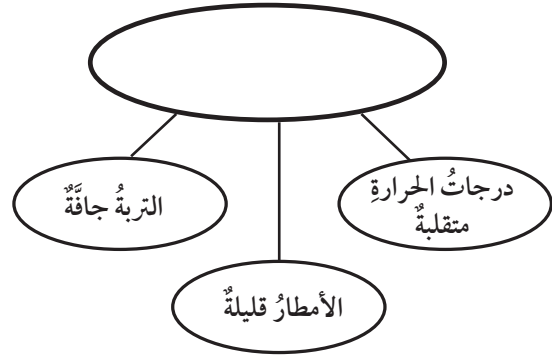 درجاتُ الحرارةِ
متقلبةٌ
التربةُ جافَّةٌ
الأمطارُ قليلةٌ